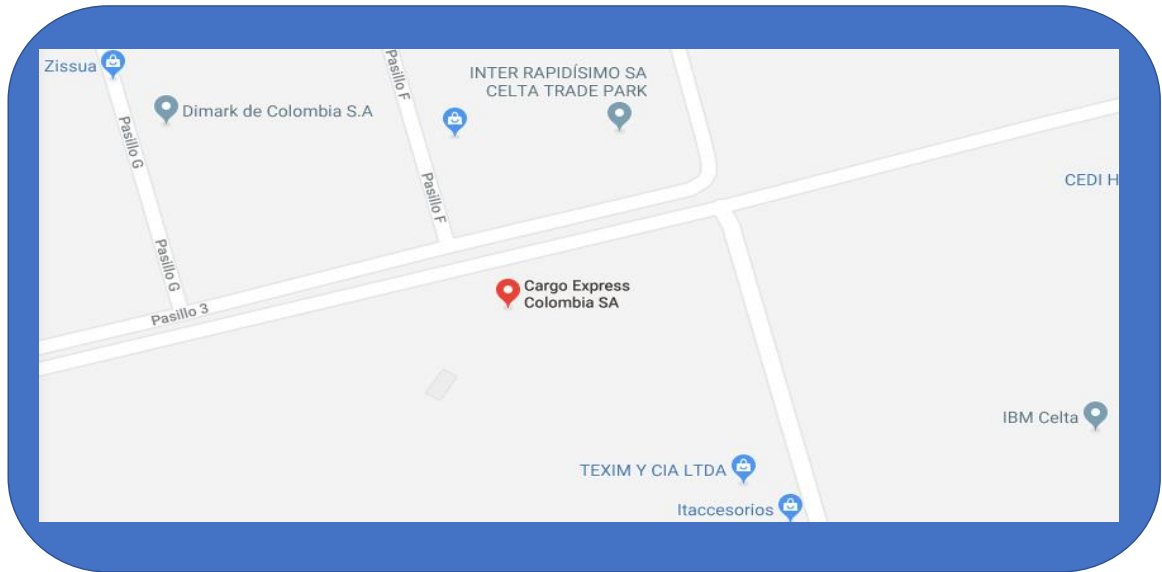 Zissua
Pasillo F
INTER RAPIDÍSIMO SA
CELTA TRADE PARK
Dimark de Colombia S.A
Pasillo G
CEDI H
Pasillo F
Pasillo G
Cargo Express
Colombia SA
Pasillo 3
IBM Celta
TEXIM Y CIA LTDA
Itaccesorios